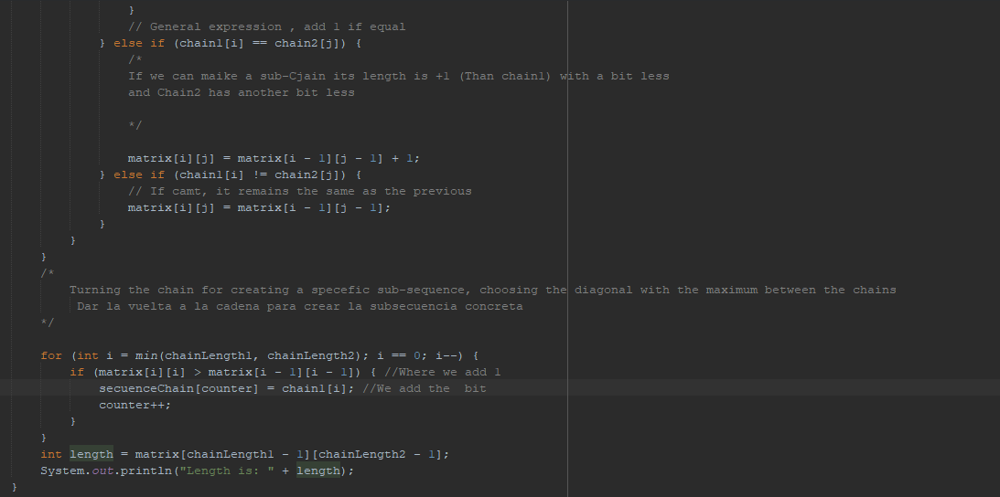 }
// General expression , add 1 if equal
} else if (chain1[i] == chain2[j]) {
/*
If we can maike a sub-Cjain its length is +1 (Than chain1) with a bit less
and Chain2 has another bit less
*/
matrix[i][j] = matrix[i - 1][j - 1] + 1;
} else if (chain1[i] != chain2[j]) {
// If camt, it remains the same as the previous
matrix[i][j] = matrix[i - 1][j - 1];
}
}
}
/*
Turning the chain for creating a specefic sub-sequence, choosing the diagonal with the maximum between the chains
Dar la vuelta a la cadena para crear la subsecuencia concreta
*/
for (int i = min(chainLength1, chainLength2); i == 0; i--) {
if (matrix[i][i] > matrix[i - 1][i - 1]) { //Where we add 1
secuenceChain[counter] = chain1[i]; //We add the  bit
counter++;
}
}
int length = matrix[chainLength1 - 1][chainLength2 - 1];
System.out.println("Length is: " + length);
}